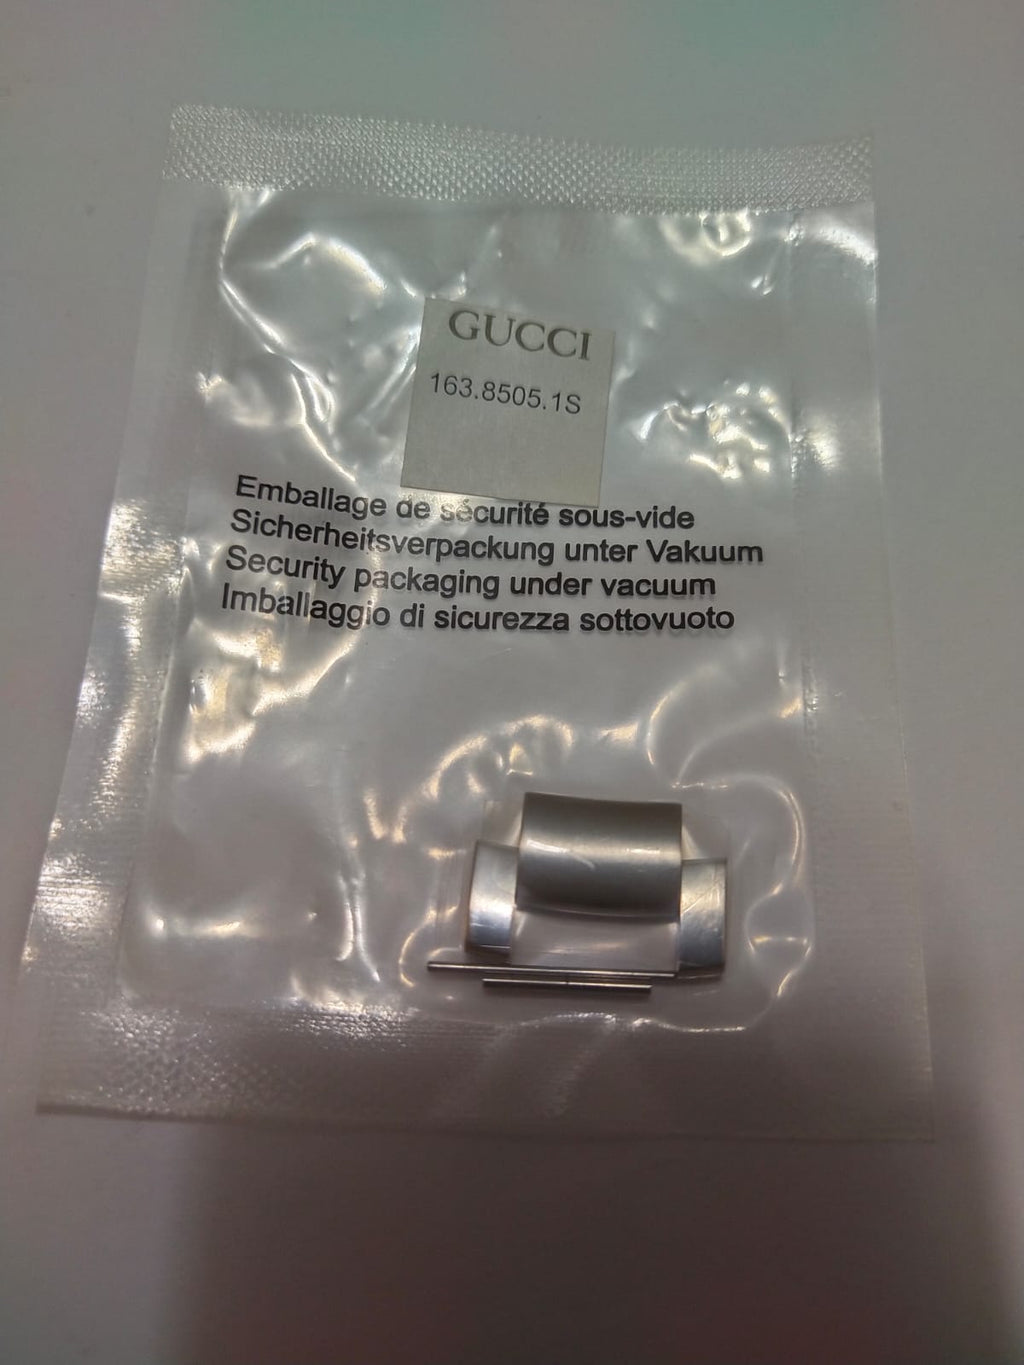 GUCCI
163.8505.1S
Emballage de sécurité sous-vide
Sicherheitsverpackung unter Vakuum
Security packaging under vacuum
Imballaggio di sicurezza sottovuoto